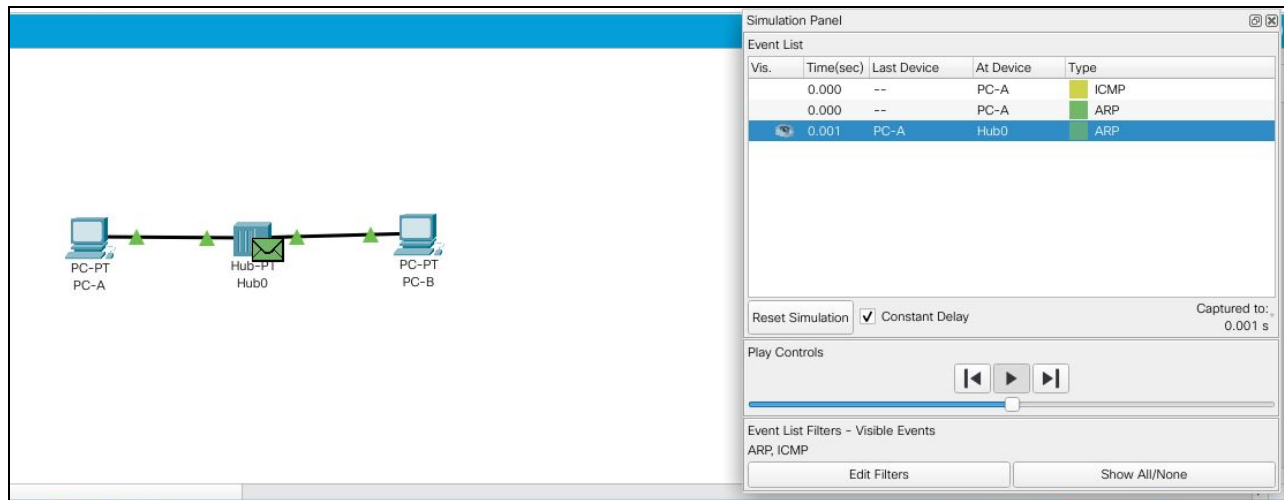 Simulation Panel
Event List
Vis. Time(sec) Last Device At Device Type
0.000 -- PC-A ICMP
0.000 -- PC-A ARP
0.001 PC-A Hub0 ARP
PC-PT
PC-A
Hub-PT
Hub0
PC-PT
PC-B
Reset Simulation Constant Delay Captured to:
0.001 s
Play Controls
Event List Filters - Visible Events
ARP, ICMP
Edit Filters Show All/None